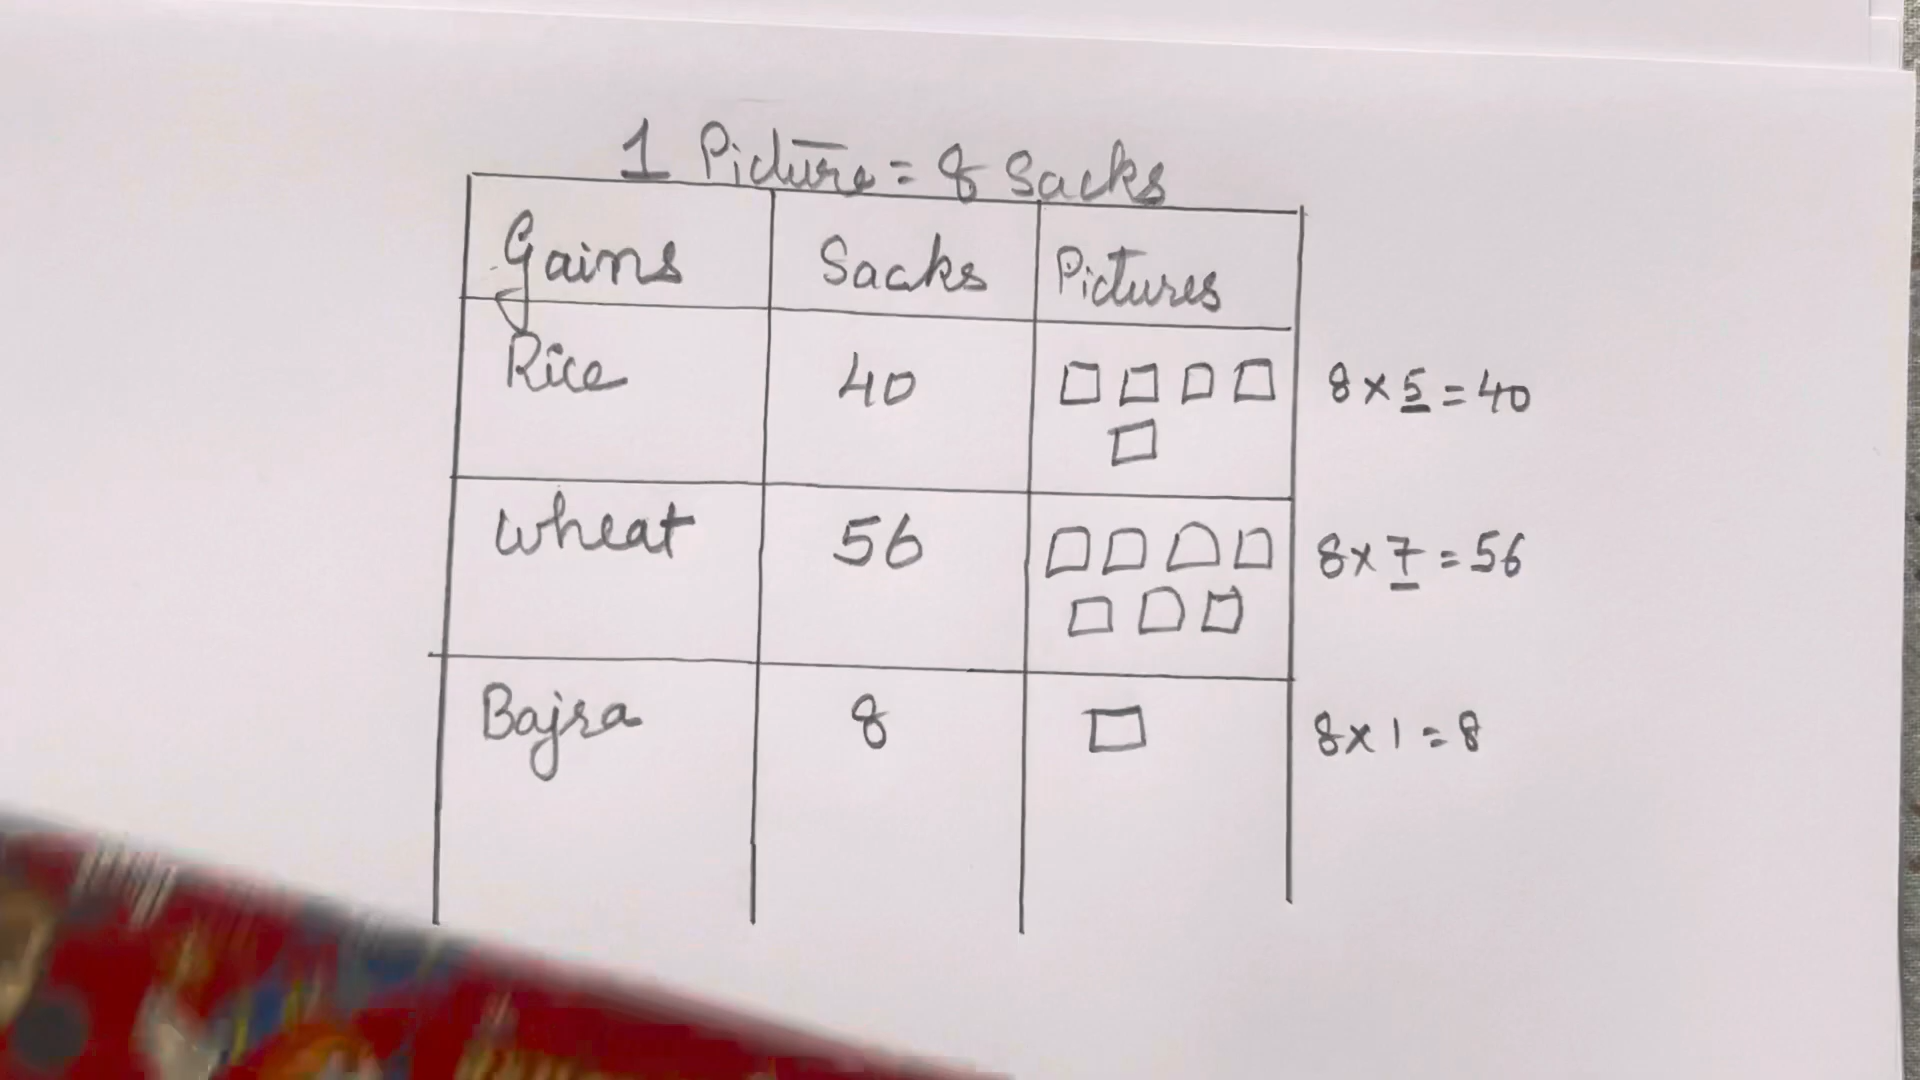 1 Picture = 8 Sacks
Gains Sacks Pictures
Rice 40 8 × 5 = 40
Wheat 56 8 × 7 = 56
Bajra 8 8 × 1 = 8